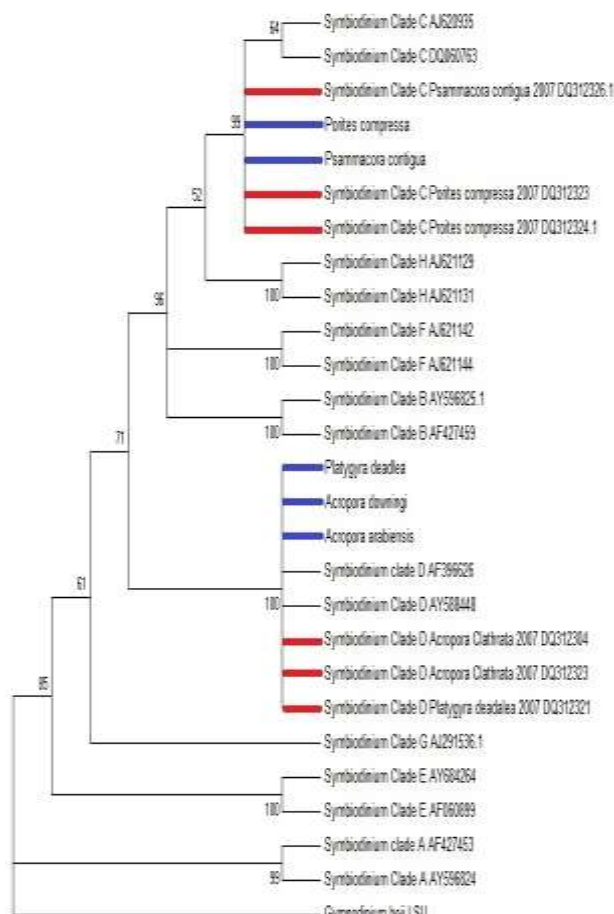 64
Symbiodinium Clade C AJ620935
Symbiodinium Clade C DQ060763
Symbiodinium Clade C Psammacora contigua 2007 DQ312326.1
99
Porites compressa
Psammacora contigua
Symbiodinium Clade C Porites compressa 2007 DQ312323
52
Symbiodinium Clade C Proites compressa 2007 DQ312324.1
Symbiodinium Clade H AJ621129
100
Symbiodinium Clade H AJ621131
96
Symbiodinium Clade F AJ621142
100
Symbiodinium Clade F AJ621144
Symbiodinium Clade B AY596825.1
100
Symbiodinium Clade B AF427459
71
Platygyra deadlea
Acropora downingi
Acropora arabiensis
Symbiodinium clade D AF396626
61
100
Symbiodinium Clade D AY588448
Symbiodinium Clade D Acropora Clathrata 2007 DQ312304
Symbiodinium Clade D Acropora Clathrata 2007 DQ312323
85
Symbiodinium Clade D Platygyra deadalea 2007 DQ312321
Symbiodinium Clade G AJ291536.1
Symbiodinium Clade E AY684264
100
Symbiodinium Clade E AF060899
Symbiodinium clade A AF427453
99
Symbiodinium Clade A AY596824